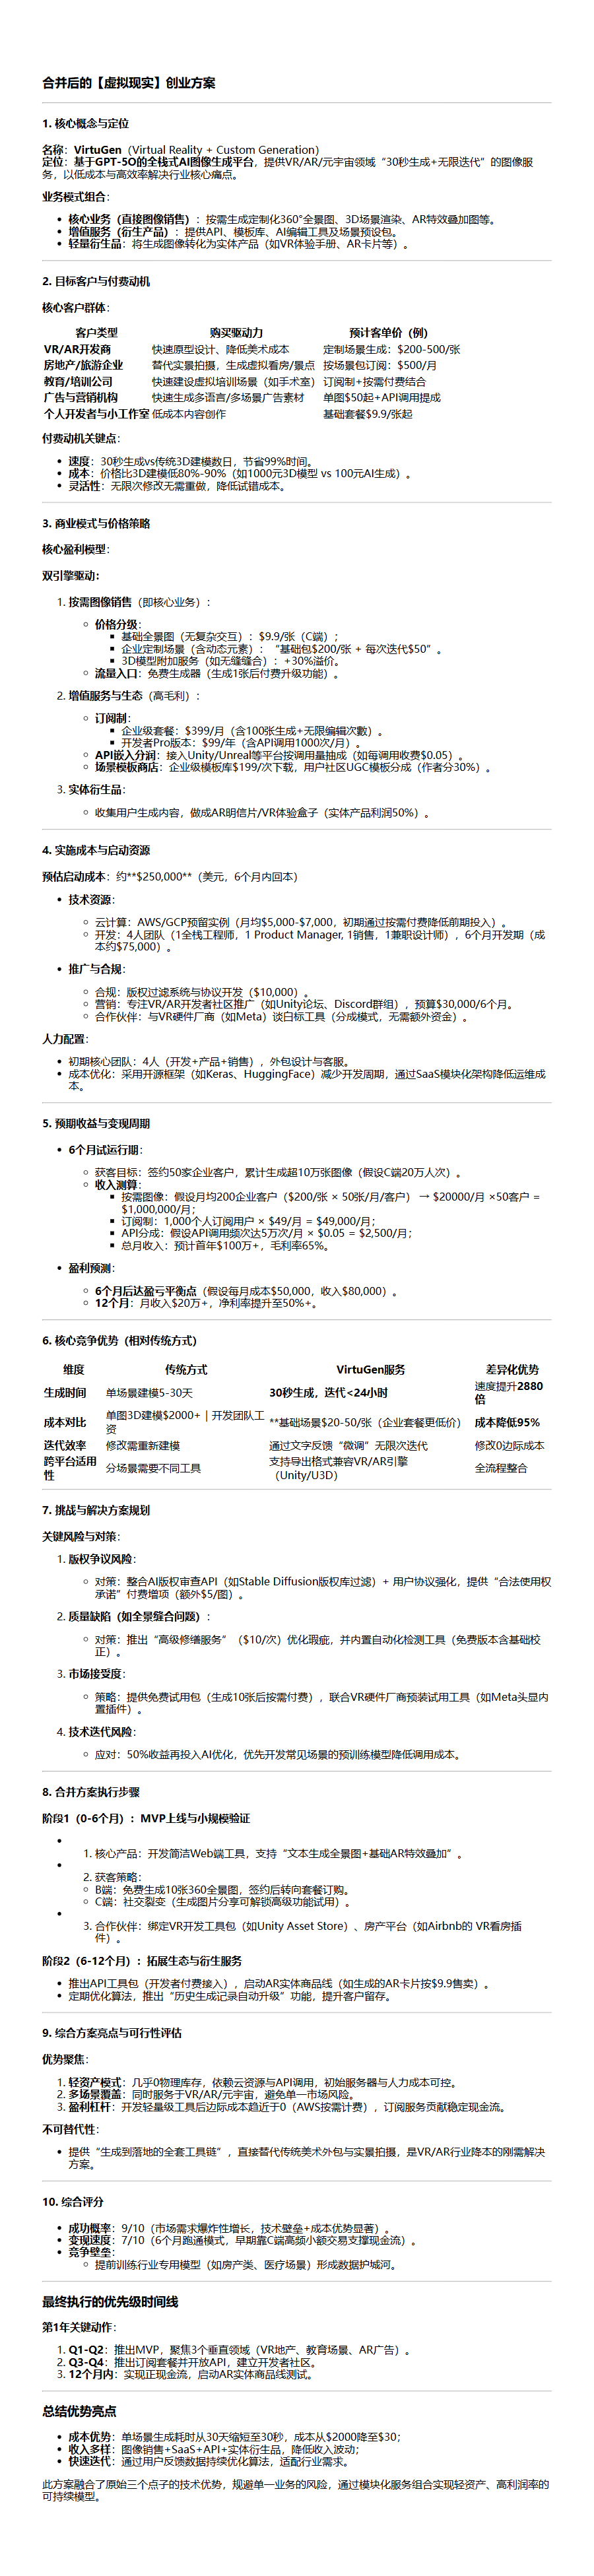 合并后的【虚拟现实】创业方案
1. 核心概念与定位
名称：VirtuGen（Virtual Reality + Custom Generation）
定位：基于GPT-5O的全栈式AI图像生成平台，提供VR/AR/元宇宙领域“30秒生成+无限迭代”的图像服
务，以低成本与高效率解决行业核心痛点。
业务模式组合：
• 核心业务（直接图像销售）：按需生成定制化360°全景图、3D场景渲染、AR特效叠加图等。
• 增值服务（衍生产品）：提供API、模板库、AI编辑工具及场景预设包。
• 轻量衍生品：将生成图像转化为实体产品（如VR体验手册、AR卡片等）。
2. 目标客户与付费动机
核心客户群体：
客户类型 购买驱动力 预计客单价（例）
VR/AR开发商 快速原型设计、降低美术成本 定制场景生成：$200-500/张
房地产/旅游企业 替代实景拍摄，生成虚拟看房/景点 按场景包订阅：$500/月
教育/培训公司 快速建设虚拟培训场景（如手术室） 订阅制+按需付费结合
广告与营销机构 快速生成多语言/多场景广告素材 单图$50起+API调用提成
个人开发者与小工作室 低成本内容创作 基础套餐$9.9/张起
付费动机关键点：
• 速度：30秒生成vs传统3D建模数日，节省99%时间。
• 成本：价格比3D建模低80%-90%（如1000元3D模型 vs 100元AI生成）。
• 灵活性：无限次修改无需重做，降低试错成本。
3. 商业模式与价格策略
核心盈利模型：
双引擎驱动：
1. 按需图像销售（即核心业务）：
◦ 价格分级：
▪ 基础全景图（无复杂交互）：$9.9/张（C端）；
▪ 企业定制场景（含动态元素）：“基础包$200/张 + 每次迭代$50”。
▪ 3D模型附加服务（如无缝缝合）：+30%溢价。
◦ 流量入口：免费生成器（生成1张后付费升级功能）。
2. 增值服务与生态（高毛利）：
◦ 订阅制：
▪ 企业级套餐：$399/月（含100张生成+无限编辑次數）。
▪ 开发者Pro版本：$99/年（含API调用1000次/月）。
◦ API嵌入分润：接入Unity/Unreal等平台按调用量抽成（如每调用收费$0.05）。
◦ 场景模板商店：企业级模板库$199/次下载，用户社区UGC模板分成（作者分30%）。
3. 实体衍生品：
◦ 收集用户生成内容，做成AR明信片/VR体验盒子（实体产品利润50%）。
4. 实施成本与启动资源
预估启动成本：约**$250,000**（美元，6个月内回本）
• 技术资源：
◦ 云计算：AWS/GCP预留实例（月均$5,000-$7,000，初期通过按需付费降低前期投入）。
◦ 开发：4人团队（1全栈工程师，1 Product Manager, 1销售，1兼职设计师），6个月开发期（成
本约$75,000）。
• 推广与合规：
◦ 合规：版权过滤系统与协议开发（$10,000）。
◦ 营销：专注VR/AR开发者社区推广（如Unity论坛、Discord群组），预算$30,000/6个月。
◦ 合作伙伴：与VR硬件厂商（如Meta）谈白标工具（分成模式，无需额外资金）。
人力配置：
• 初期核心团队：4人（开发+产品+销售），外包设计与客服。
• 成本优化：采用开源框架（如Keras、HuggingFace）减少开发周期，通过SaaS模块化架构降低运维成
本。
5. 预期收益与变现周期
• 6个月试运行期：
◦ 获客目标：签约50家企业客户，累计生成超10万张图像（假设C端20万人次）。
◦ 收入测算：
▪ 按需图像：假设月均200企业客户（$200/张 × 50张/月/客户） → $20000/月 ×50客户 =
$1,000,000/月；
▪ 订阅制：1,000个人订阅用户 × $49/月 = $49,000/月；
▪ API分成：假设API调用频次达5万次/月 × $0.05 = $2,500/月；
▪ 总月收入：预计首年$100万+，毛利率65%。
• 盈利预测：
◦ 6个月后达盈亏平衡点（假设每月成本$50,000，收入$80,000）。
◦ 12个月：月收入$20万+，净利率提升至50%+。
6. 核心竞争优势（相对传统方式）
维度 传统方式 VirtuGen服务 差异化优势
生成时间 单场景建模5-30天 30秒生成，迭代<24小时 速度提升2880
倍
成本对比 单图3D建模$2000+ | 开发团队工
资 **基础场景$20-50/张（企业套餐更低价） 成本降低95%
迭代效率 修改需重新建模 通过文字反馈“微调”无限次迭代 修改0边际成本
跨平台适用
性 分场景需要不同工具 支持导出格式兼容VR/AR引擎
（Unity/U3D） 全流程整合
7. 挑战与解决方案规划
关键风险与对策：
1. 版权争议风险：
◦ 对策：整合AI版权审查API（如Stable Diffusion版权库过滤）+ 用户协议强化，提供“合法使用权
承诺”付费增项（额外$5/图）。
2. 质量缺陷（如全景缝合问题）：
◦ 对策：推出“高级修缮服务”（$10/次）优化瑕疵，并内置自动化检测工具（免费版本含基础校
正）。
3. 市场接受度：
◦ 策略：提供免费试用包（生成10张后按需付费），联合VR硬件厂商预装试用工具（如Meta头显内
置插件）。
4. 技术迭代风险：
◦ 应对：50%收益再投入AI优化，优先开发常见场景的预训练模型降低调用成本。
8. 合并方案执行步骤
阶段1（0-6个月）：MVP上线与小规模验证
•
1. 核心产品：开发简洁Web端工具，支持“文本生成全景图+基础AR特效叠加”。
•
2. 获客策略：
◦ B端：免费生成10张360全景图，签约后转向套餐订购。
◦ C端：社交裂变（生成图片分享可解锁高级功能试用）。
•
3. 合作伙伴：绑定VR开发工具包（如Unity Asset Store）、房产平台（如Airbnb的 VR看房插
件）。
阶段2（6-12个月）：拓展生态与衍生服务
• 推出API工具包（开发者付费接入），启动AR实体商品线（如生成的AR卡片按$9.9售卖）。
• 定期优化算法，推出“历史生成记录自动升级”功能，提升客户留存。
9. 综合方案亮点与可行性评估
优势聚焦：
1. 轻资产模式：几乎0物理库存，依赖云资源与API调用，初始服务器与人力成本可控。
2. 多场景覆盖：同时服务于VR/AR/元宇宙，避免单一市场风险。
3. 盈利杠杆：开发轻量级工具后边际成本趋近于0（AWS按需计费），订阅服务贡献稳定现金流。
不可替代性：
• 提供“生成到落地的全套工具链”，直接替代传统美术外包与实景拍摄，是VR/AR行业降本的刚需解决
方案。
10. 综合评分
• 成功概率：9/10（市场需求爆炸性增长，技术壁垒+成本优势显著）。
• 变现速度：7/10（6个月跑通模式，早期靠C端高频小额交易支撑现金流）。
• 竞争壁垒：
◦ 提前训练行业专用模型（如房产类、医疗场景）形成数据护城河。
最终执行的优先级时间线
第1年关键动作：
1. Q1-Q2：推出MVP，聚焦3个垂直领域（VR地产、教育场景、AR广告）。
2. Q3-Q4：推出订阅套餐并开放API，建立开发者社区。
3. 12个月内：实现正现金流，启动AR实体商品线测试。
总结优势亮点
• 成本优势：单场景生成耗时从30天缩短至30秒，成本从$2000降至$30；
• 收入多样：图像销售+SaaS+API+实体衍生品，降低收入波动；
• 快速迭代：通过用户反馈数据持续优化算法，适配行业需求。
此方案融合了原始三个点子的技术优势，规避单一业务的风险，通过模块化服务组合实现轻资产、高利润率的
可持续模型。